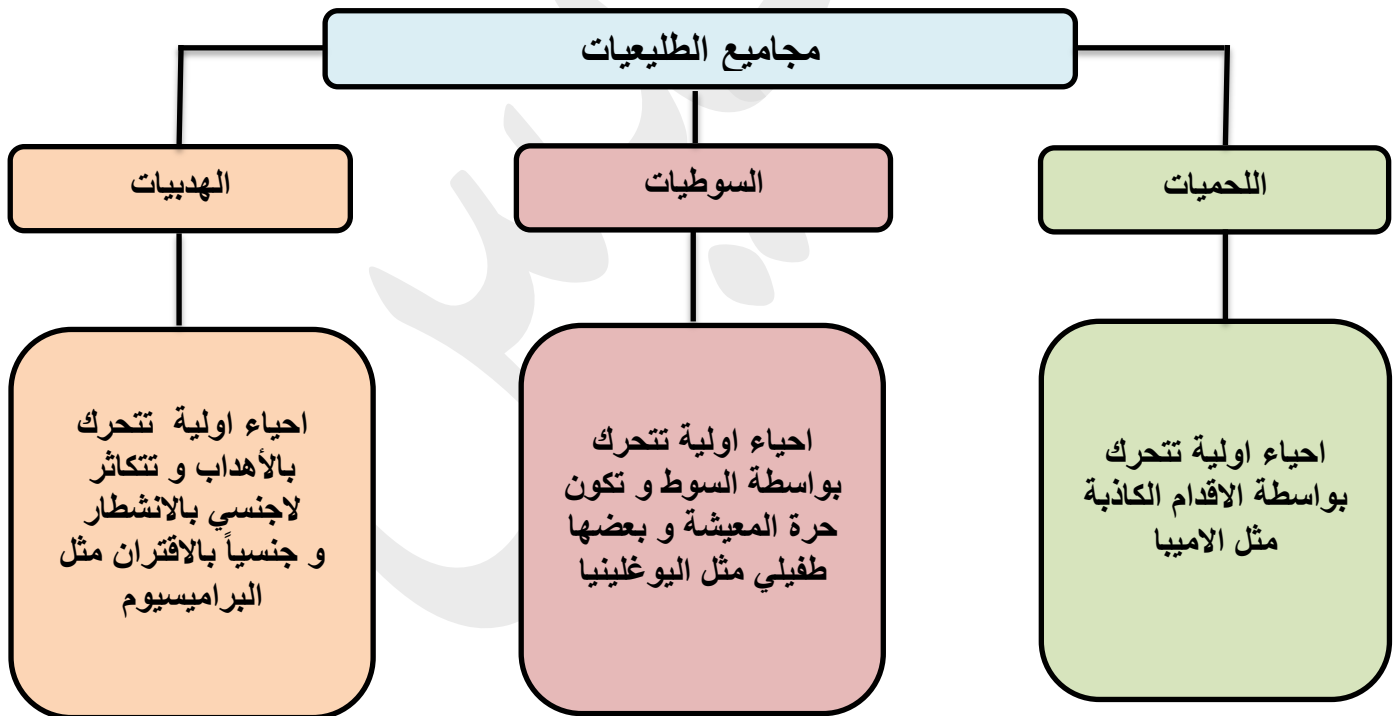 مجاميع الطليعيات
اللحميات
السوطيات
الهدبيات
احياء اولية تتحرك
بواسطة الاقدام الكاذبة
مثل الاميبا
احياء اولية تتحرك
بواسطة السوط و تكون
حرة المعيشة و بعضها
طفيلي مثل اليوغلينيا
احياء اولية تتحرك
بالأهداب و تتكاثر
لاجنسي بالانشطار
و جنسياً بالاقتران مثل
البراميسيوم